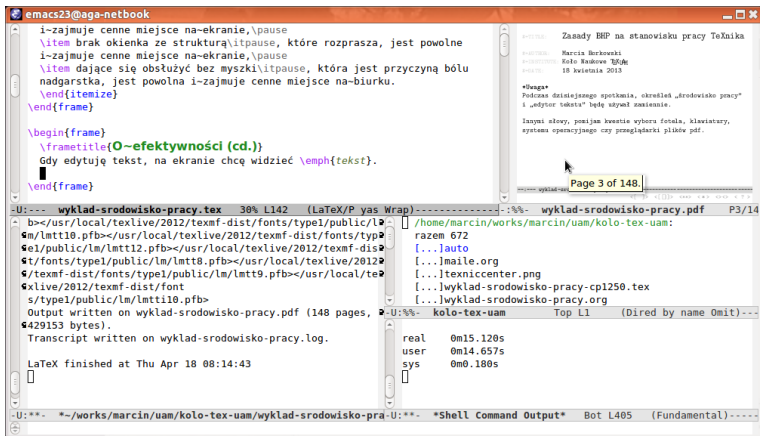 emacs23@aga-netbook
i~zajmuje cenne miejsce na~ekranie,\pause
\item brak okienka ze strukturą\itpause, które rozprasza, jest powolne
i~zajmuje cenne miejsce na~ekranie,\pause
\item dające się obsłużyć bez myszki\itpause, która jest przyczyną bólu
nadgarstka, jest powolna i~zajmuje cenne miejsce na~biurku.
\end{itemize}
\end{frame}
\begin{frame}
\frametitle{O~efektywności (cd.)}
Gdy edytuję tekst, na ekranie chcę widzieć \emph{tekst}.
\end{frame}
-U:--- wyklad-srodowisko-pracy.tex 30% L142 (LaTeX/P yas Wrap)----------------
Zasady BHP na stanowisku pracy TeXnika
Marcin Borkowski
Koło Naukowe TEXowe
18 kwietnia 2013
*Uwaga*
Podczas dzisiejszego spotkania, określeń „środowisko pracy"
i „edytor tekstu" będę używał zamiennie.
Innymi słowy, pomijam kwestie wyboru fotela, klawiatury,
systemu operacyjnego czy przeglądarki plików pdf.
Page 3 of 148.
-:%%- wyklad-srodowisko-pracy.pdf P3/14
b></usr/local/texlive/2012/texmf-dist/fonts/type1/public/l
m/lmtt10.pfb></usr/local/texlive/2012/texmf-dist/fonts/typ
e1/public/lm/lmtt12.pfb></usr/local/texlive/2012/texmf-dis
t/fonts/type1/public/lm/lmtt8.pfb></usr/local/texlive/2012
/texmf-dist/fonts/type1/public/lm/lmtt9.pfb></usr/local/te
xlive/2012/texmf-dist/font
s/type1/public/lm/lmtti10.pfb>
Output written on wyklad-srodowisko-pracy.pdf (148 pages,
429153 bytes).
Transcript written on wyklad-srodowisko-pracy.log.
LaTeX finished at Thu Apr 18 08:14:43
-U:**- *~/works/marcin/uam/kolo-tex-uam/wyklad-srodowisko-pra
/home/marcin/works/marcin/uam/kolo-tex-uam:
razem 672
[...]auto
[...]maile.org
[...]texniccenter.png
[...]wyklad-srodowisko-pracy-cp1250.tex
[...]wyklad-srodowisko-pracy.org
-U:%%- kolo-tex-uam Top L1 (Dired by name Omit)---
real 0m15.120s
user 0m14.657s
sys 0m0.180s
-U:**- *Shell Command Output* Bot L405 (Fundamental)-----